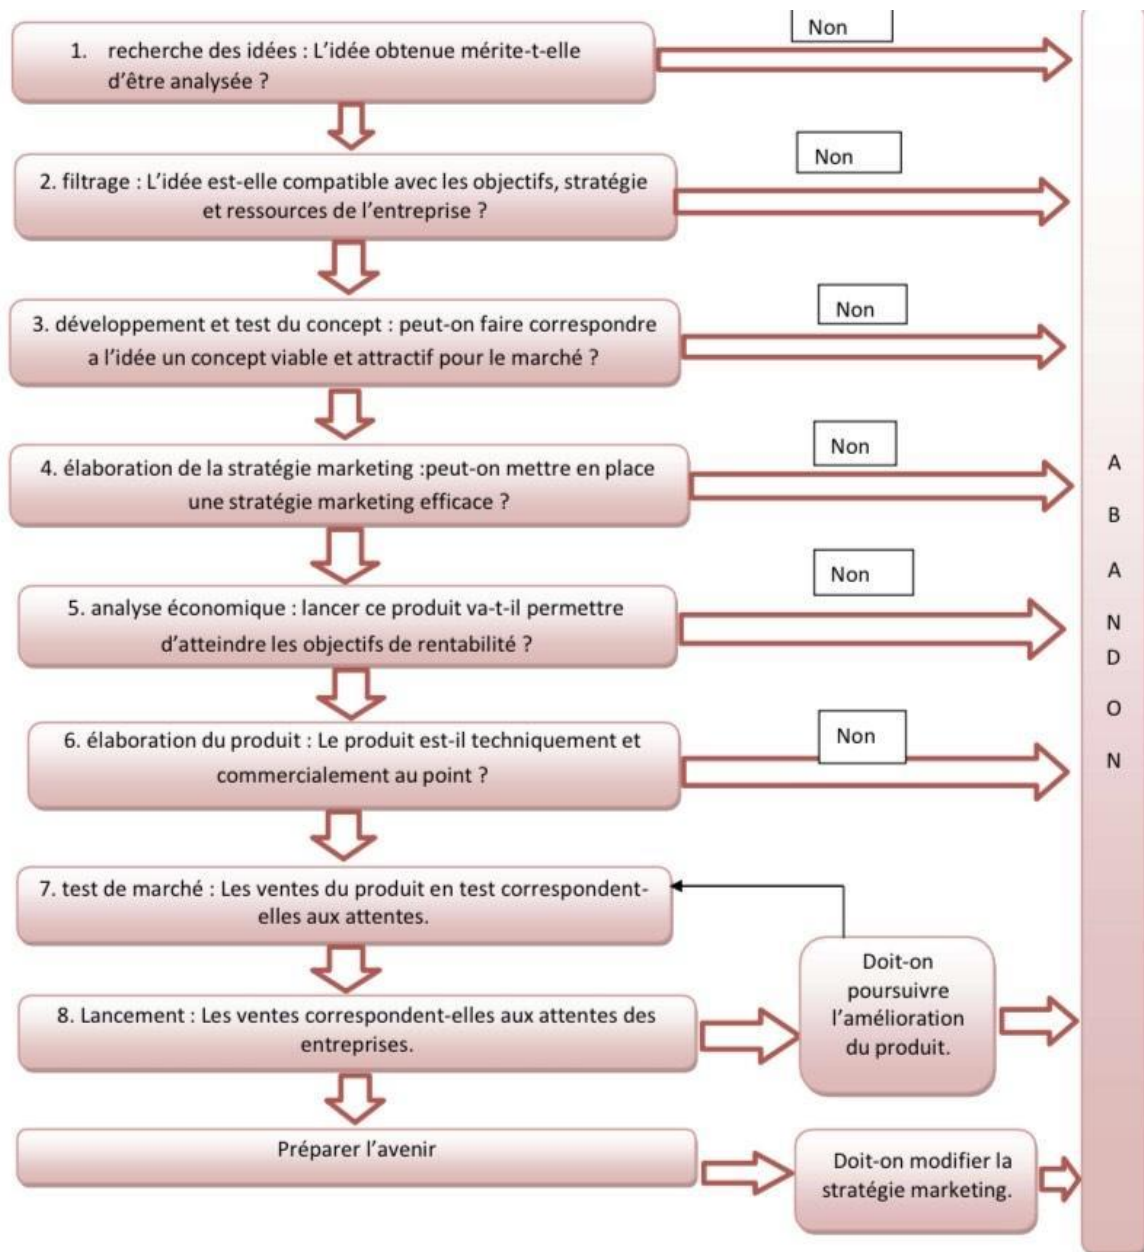 1. recherche des idées : L'idée obtenue mérite-t-elle
d'être analysée ?
Non
2. filtrage : L'idée est-elle compatible avec les objectifs, stratégie
et ressources de l'entreprise ?
Non
3. développement et test du concept : peut-on faire correspondre
a l'idée un concept viable et attractif pour le marché ?
Non
4. élaboration de la stratégie marketing :peut-on mettre en place
une stratégie marketing efficace ?
Non
5. analyse économique : lancer ce produit va-t-il permettre
d'atteindre les objectifs de rentabilité ?
Non
6. élaboration du produit : Le produit est-il techniquement et
commercialement au point ?
Non
7. test de marché : Les ventes du produit en test correspondent-
elles aux attentes.
8. Lancement : Les ventes correspondent-elles aux attentes des
entreprises.
Doit-on
poursuivre
l'amélioration
du produit.
Préparer l'avenir
Doit-on modifier la
stratégie marketing.
A
B
A
N
D
O
N